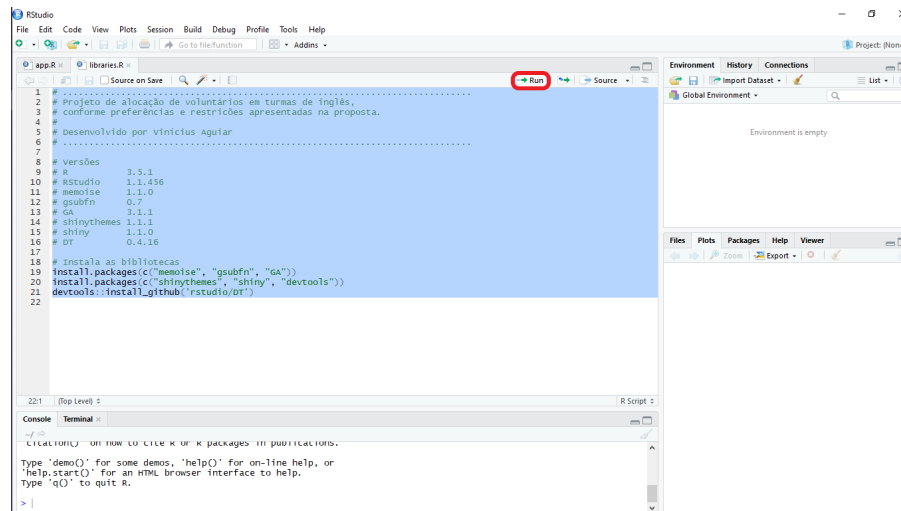 RStudio
File Edit Code View Plots Session Build Debug Profile Tools Help
Go to file/function Addins Project: (None
app.R libraries.R
Source on Save Run Source
1 # ............................................................................
2 # Projeto de alocação de voluntários em turmas de inglês,
3 # conforme preferências e restrições apresentadas na proposta.
4 #
5 # Desenvolvido por Vinicius Aguiar
6 # ............................................................................
7
8 # Versões
9 # R 3.5.1
10 # RStudio 1.1.456
11 # memoise 1.1.0
12 # gsubfn 0.7
13 # GA 3.1.1
14 # shinythemes 1.1.1
15 # shiny 1.1.0
16 # DT 0.4.16
17
18 # Instala as bibliotecas
19 install.packages(c("memoise", "gsubfn", "GA"))
20 install.packages(c("shinythemes", "shiny", "devtools"))
21 devtools::install_github('rstudio/DT')
22
22:1 (Top Level) R Script
Console Terminal
~/
'citation()' on how to cite R or R packages in publications.
Type 'demo()' for some demos, 'help()' for on-line help, or
'help.start()' for an HTML browser interface to help.
Type 'q()' to quit R.
>
Environment History Connections
Import Dataset List
Global Environment
Environment is empty
Files Plots Packages Help Viewer
Zoom Export